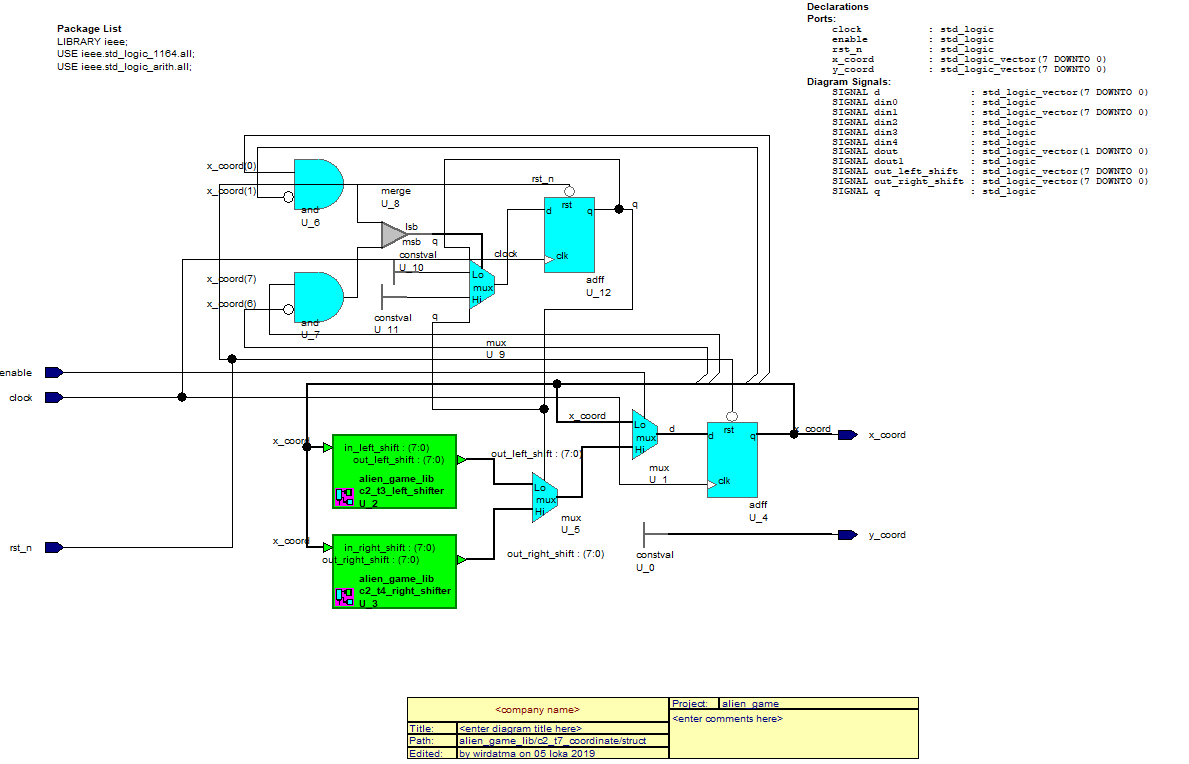 Package List
LIBRARY ieee;
USE ieee.std_logic_1164.all;
USE ieee.std_logic_arith.all;
Declarations
Ports:
clock : std_logic
enable : std_logic
rst_n : std_logic
x_coord : std_logic_vector(7 DOWNTO 0)
y_coord : std_logic_vector(7 DOWNTO 0)
Diagram Signals:
SIGNAL d : std_logic_vector(7 DOWNTO 0)
SIGNAL din0 : std_logic
SIGNAL din1 : std_logic_vector(7 DOWNTO 0)
SIGNAL din2 : std_logic
SIGNAL din3 : std_logic
SIGNAL din4 : std_logic
SIGNAL dout : std_logic_vector(1 DOWNTO 0)
SIGNAL dout1 : std_logic
SIGNAL out_left_shift : std_logic_vector(7 DOWNTO 0)
SIGNAL out_right_shift : std_logic_vector(7 DOWNTO 0)
SIGNAL q : std_logic
x_coord(0)
x_coord(1)
and
U_6
merge
U_8
lsb
msb
q
rst_n
rst
d
q
q
clk
adff
U_12
clock
constval
U_10
Lo
mux
Hi
x_coord(7)
x_coord(6)
and
U_7
constval
U_11
q
mux
U_9
enable
clock
rst_n
x_coord
in_left_shift : (7:0)
out_left_shift : (7:0)
alien_game_lib
c2_t3_left_shifter
U_2
out_left_shift : (7:0)
x_coord
in_right_shift : (7:0)
out_right_shift : (7:0)
alien_game_lib
c2_t4_right_shifter
U_3
out_right_shift : (7:0)
Lo
mux
Hi
mux
U_5
x_coord
Lo
mux
Hi
mux
U_1
d
rst
d
q
clk
adff
U_4
x_coord
x_coord
constval
U_0
y_coord
<company name>
Title: <enter diagram title here>
Path: alien_game_lib/c2_t7_coordinate/struct
Edited: by wirdatma on 05 loka 2019
Project: alien_game
<enter comments here>